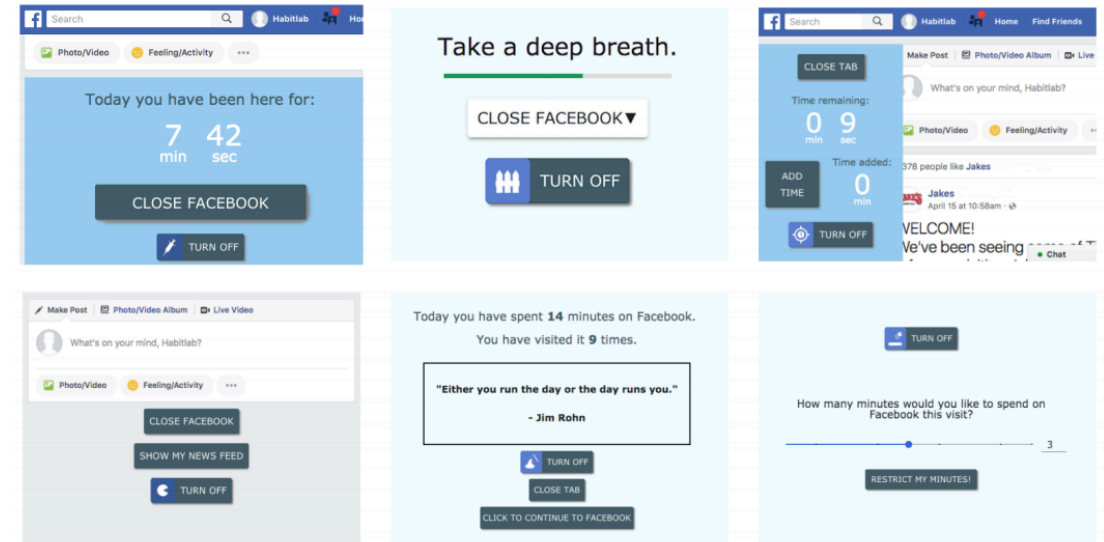 Search
Habitlab
Photo/Video
Feeling/Activity
Today you have been here for:
7 42
min sec
CLOSE FACEBOOK
TURN OFF
Take a deep breath.
CLOSE FACEBOOK▼
TURN OFF
Search
Habitlab Home Find Friends
CLOSE TAB
Time remaining:
0 9
min sec
ADD
TIME
Time added:
0
min
TURN OFF
Make Post Photo/Video Album Live
What's on your mind, Habitlab?
Photo/Video Feeling/Activity
378 people like Jakes
Jakes
April 15 at 10:58am
WELCOME!
We've been seeing
Chat
Make Post Photo/Video Album Live Video
What's on your mind, Habitlab?
Photo/Video Feeling/Activity
CLOSE FACEBOOK
SHOW MY NEWS FEED
TURN OFF
Today you have spent 14 minutes on Facebook.
You have visited it 9 times.
"Either you run the day or the day runs you."
- Jim Rohn
TURN OFF
CLOSE TAB
CLICK TO CONTINUE TO FACEBOOK
TURN OFF
How many minutes would you like to spend on
Facebook this visit?
3
RESTRICT MY MINUTES!